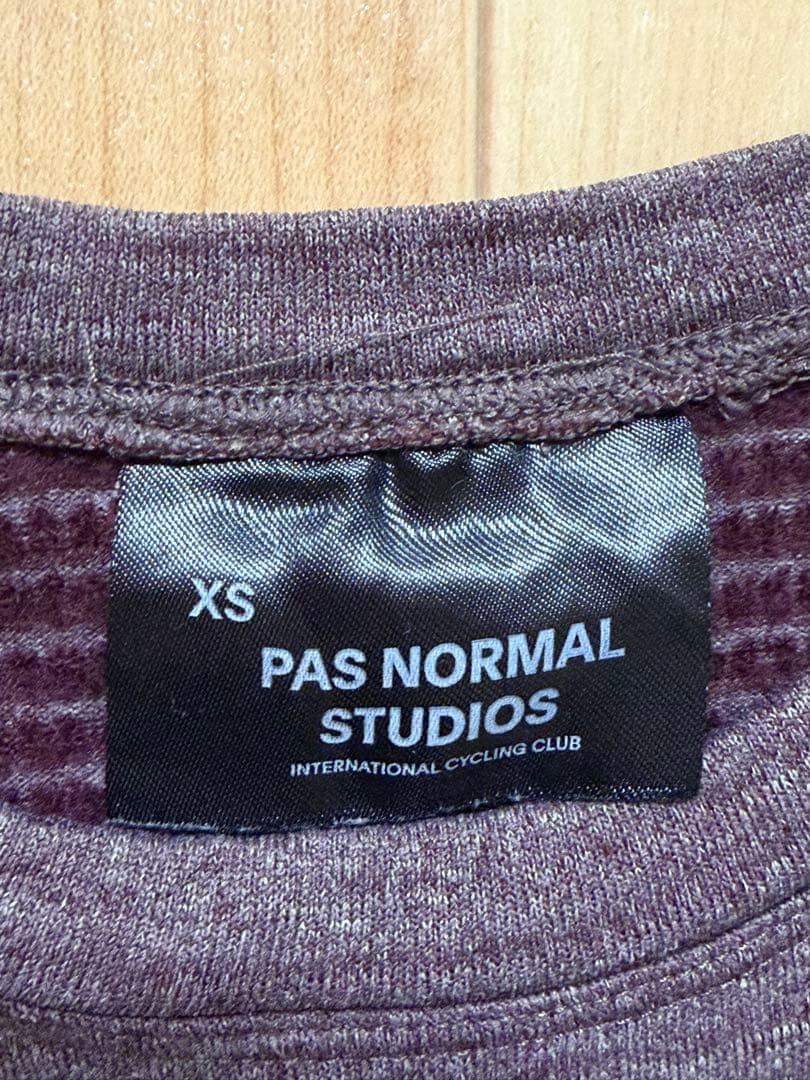 XS
PAS NORMAL
STUDIOS
INTERNATIONAL CYCLING CLUB